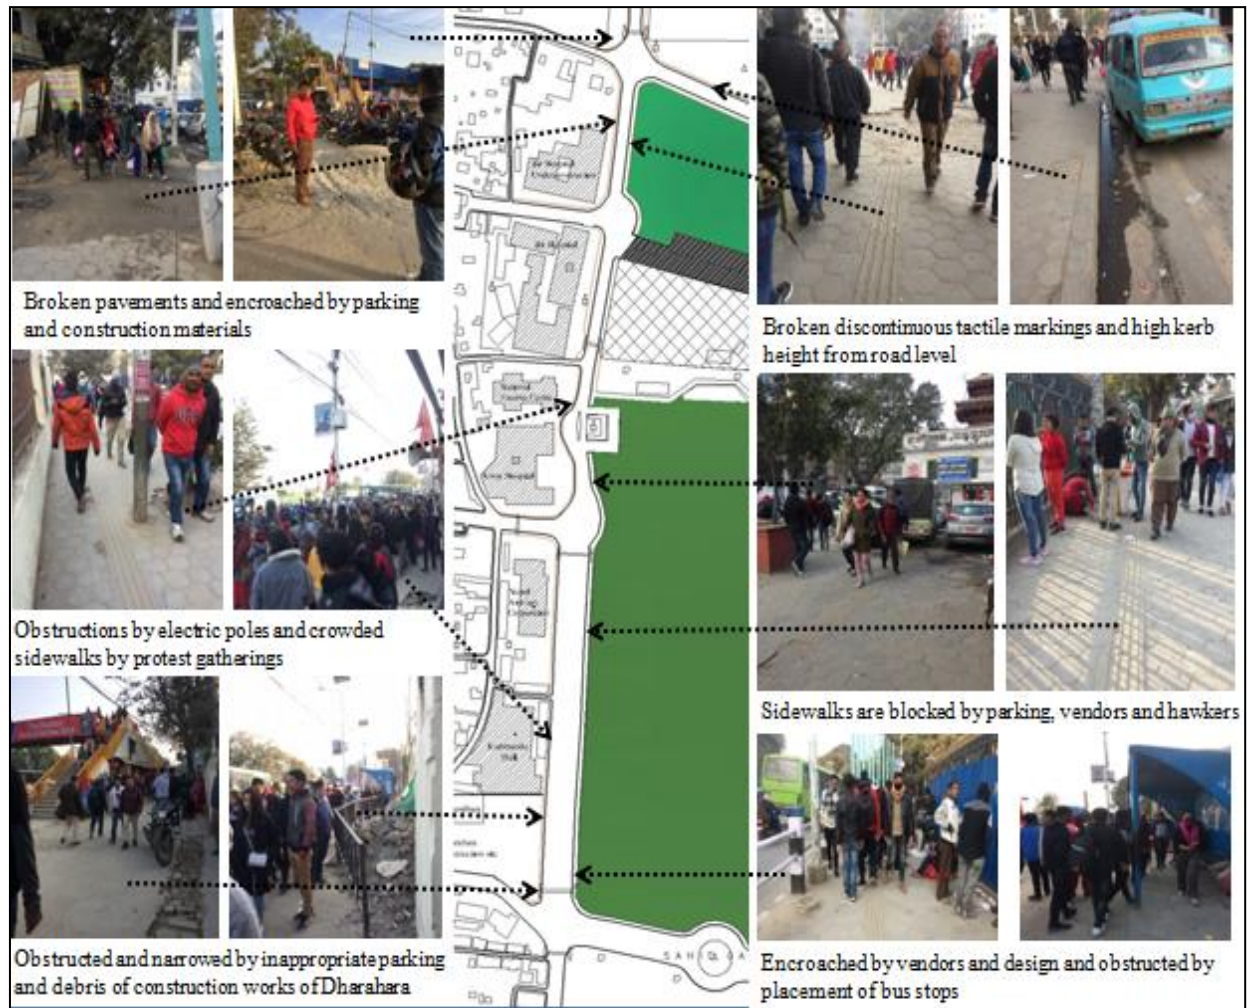 Broken pavements and encroached by parking
and construction materials
Broken discontinuous tactile markings and high kerb
height from road level
Obstructions by electric poles and crowded
sidewalks by protest gatherings
Sidewalks are blocked by parking, vendors and hawkers
Obstructed and narrowed by inappropriate parking
and debris of construction works of Dharahara
Encroached by vendors and design and obstructed by
placement of bus stops